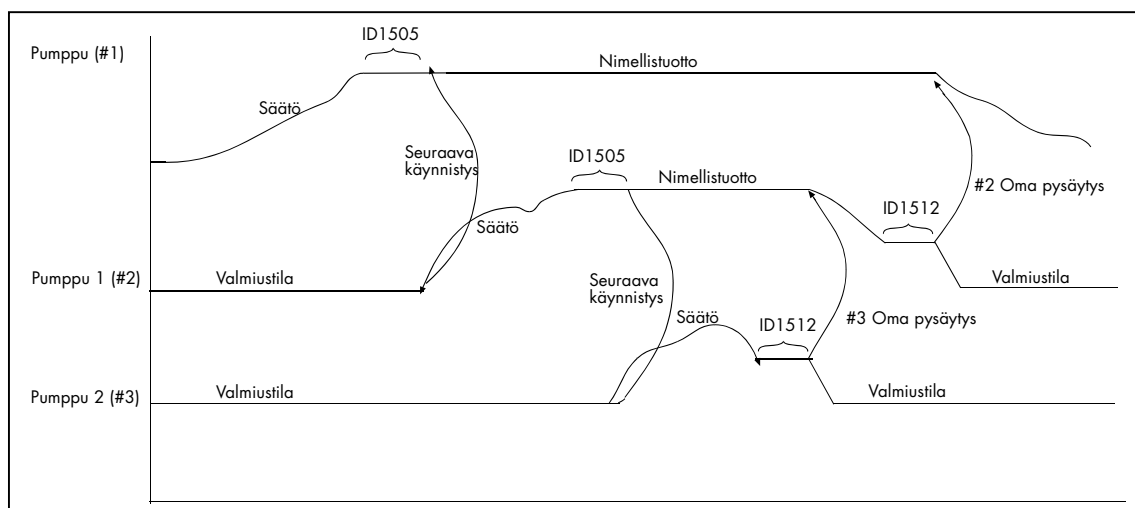 ID1505
Pumppu (#1)
Nimellistuotto
Säätö
Seuraava
käynnistys
ID1505
Nimellistuotto
#2 Oma pysäytys
ID1512
Säätö
Pumppu 1 (#2)
Valmiustila
Valmiustila
Seuraava
käynnistys
Säätö
ID1512
#3 Oma pysäytys
Pumppu 2 (#3)
Valmiustila
Valmiustila